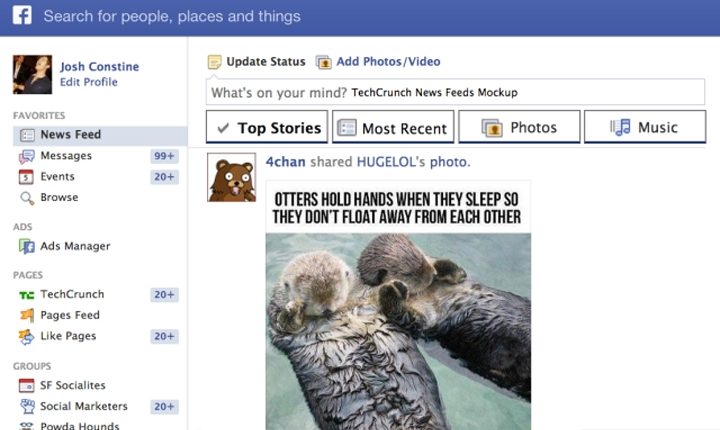 f Search for people, places and things
Josh Constine
Edit Profile
FAVORITES
News Feed
Messages 99+
5 Events 20+
Browse
ADS
Ads Manager
PAGES
TC TechCrunch 20+
Pages Feed
Like Pages 20+
GROUPS
SF Socialites
Social Marketers 20+
Powda Hounds
Update Status Add Photos/Video
What's on your mind? TechCrunch News Feeds Mockup
Top Stories Most Recent Photos Music
4chan shared HUGELOL's photo.
OTTERS HOLD HANDS WHEN THEY SLEEP SO
THEY DON'T FLOAT AWAY FROM EACH OTHER